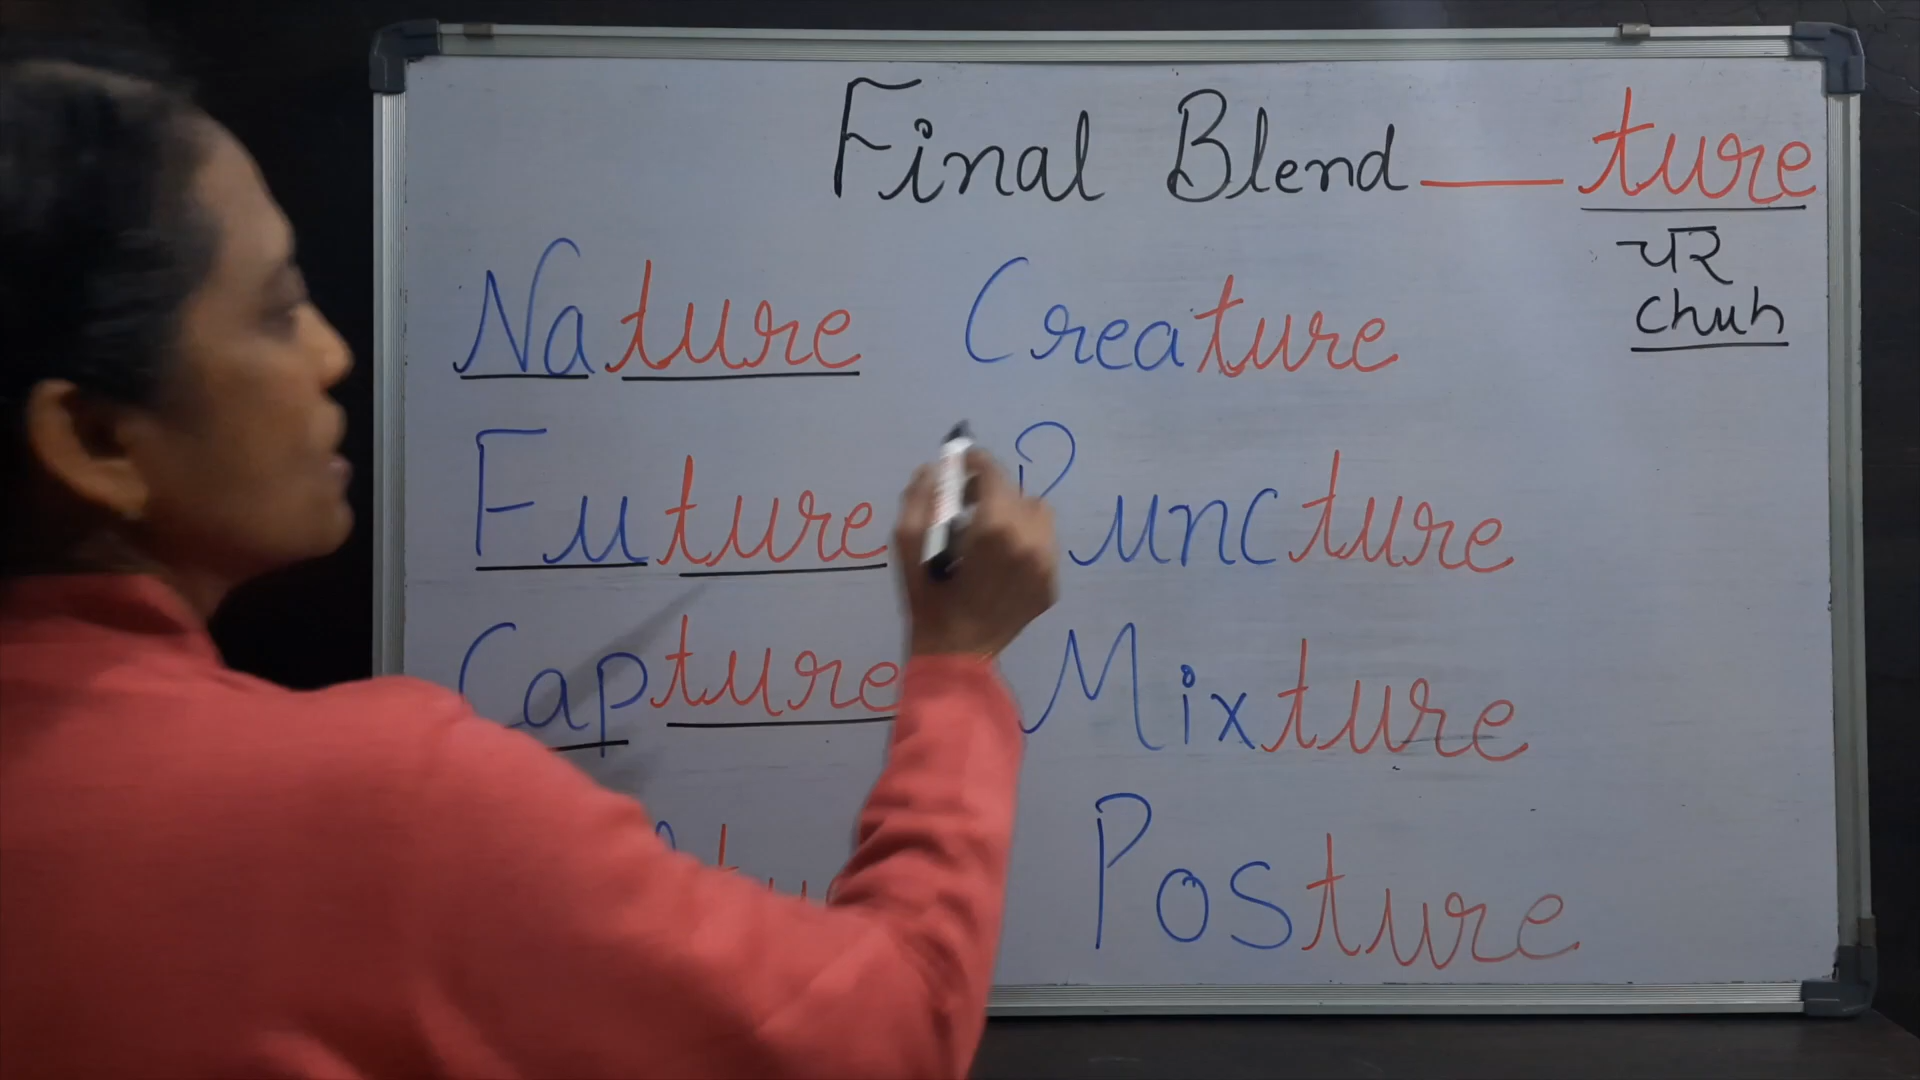 Final Blend ture
चर
chuh
Nature Creature
Future Puncture
Capture Mixture
Posture